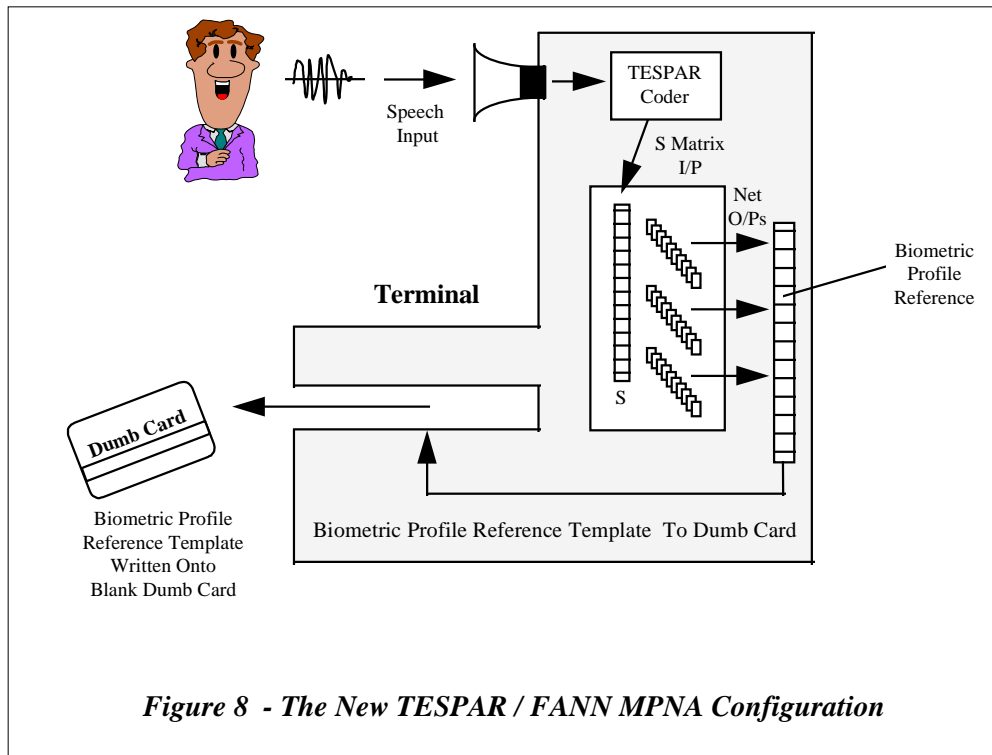 TESPAR
Coder
Speech
Input
S Matrix
I/P
Net
O/Ps
Biometric
Profile
Reference
Terminal
S
Dumb Card
Biometric Profile
Reference Template
Written Onto
Blank Dumb Card
Biometric Profile Reference Template To Dumb Card
Figure 8 - The New TESPAR / FANN MPNA Configuration